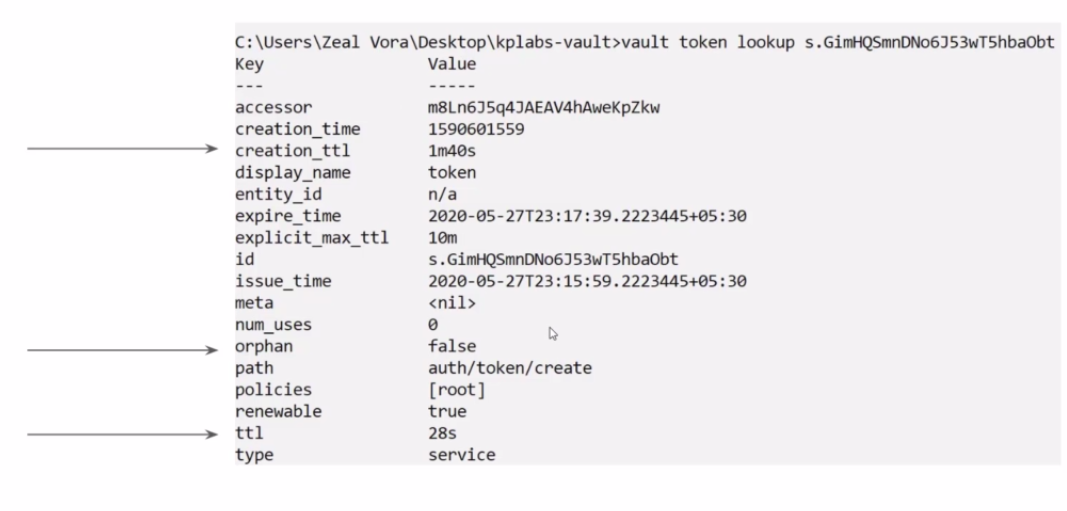 C:\Users\Zeal Vora\Desktop\kplabs-vault>vault token lookup s.GimHQSmnDNo6J53wT5hbaObt
Key Value
--- -----
accessor m8Ln6J5q4JAEAV4hAweKpZkw
creation_time 1590601559
creation_ttl 1m40s
display_name token
entity_id n/a
expire_time 2020-05-27T23:17:39.2223445+05:30
explicit_max_ttl 10m
id s.GimHQSmnDNo6J53wT5hbaObt
issue_time 2020-05-27T23:15:59.2223445+05:30
meta <nil>
num_uses 0
orphan false
path auth/token/create
policies [root]
renewable true
ttl 28s
type service